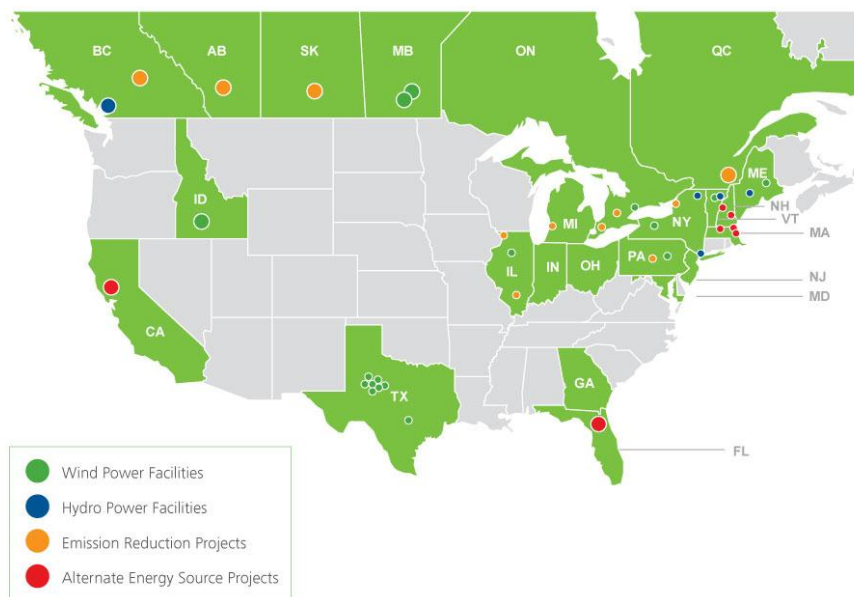 BC
AB
SK
MB
ON
QC
ID
ME
NH
VT
MA
MI
NY
IL
IN
OH
PA
NJ
MD
CA
TX
GA
FL
Wind Power Facilities
Hydro Power Facilities
Emission Reduction Projects
Alternate Energy Source Projects